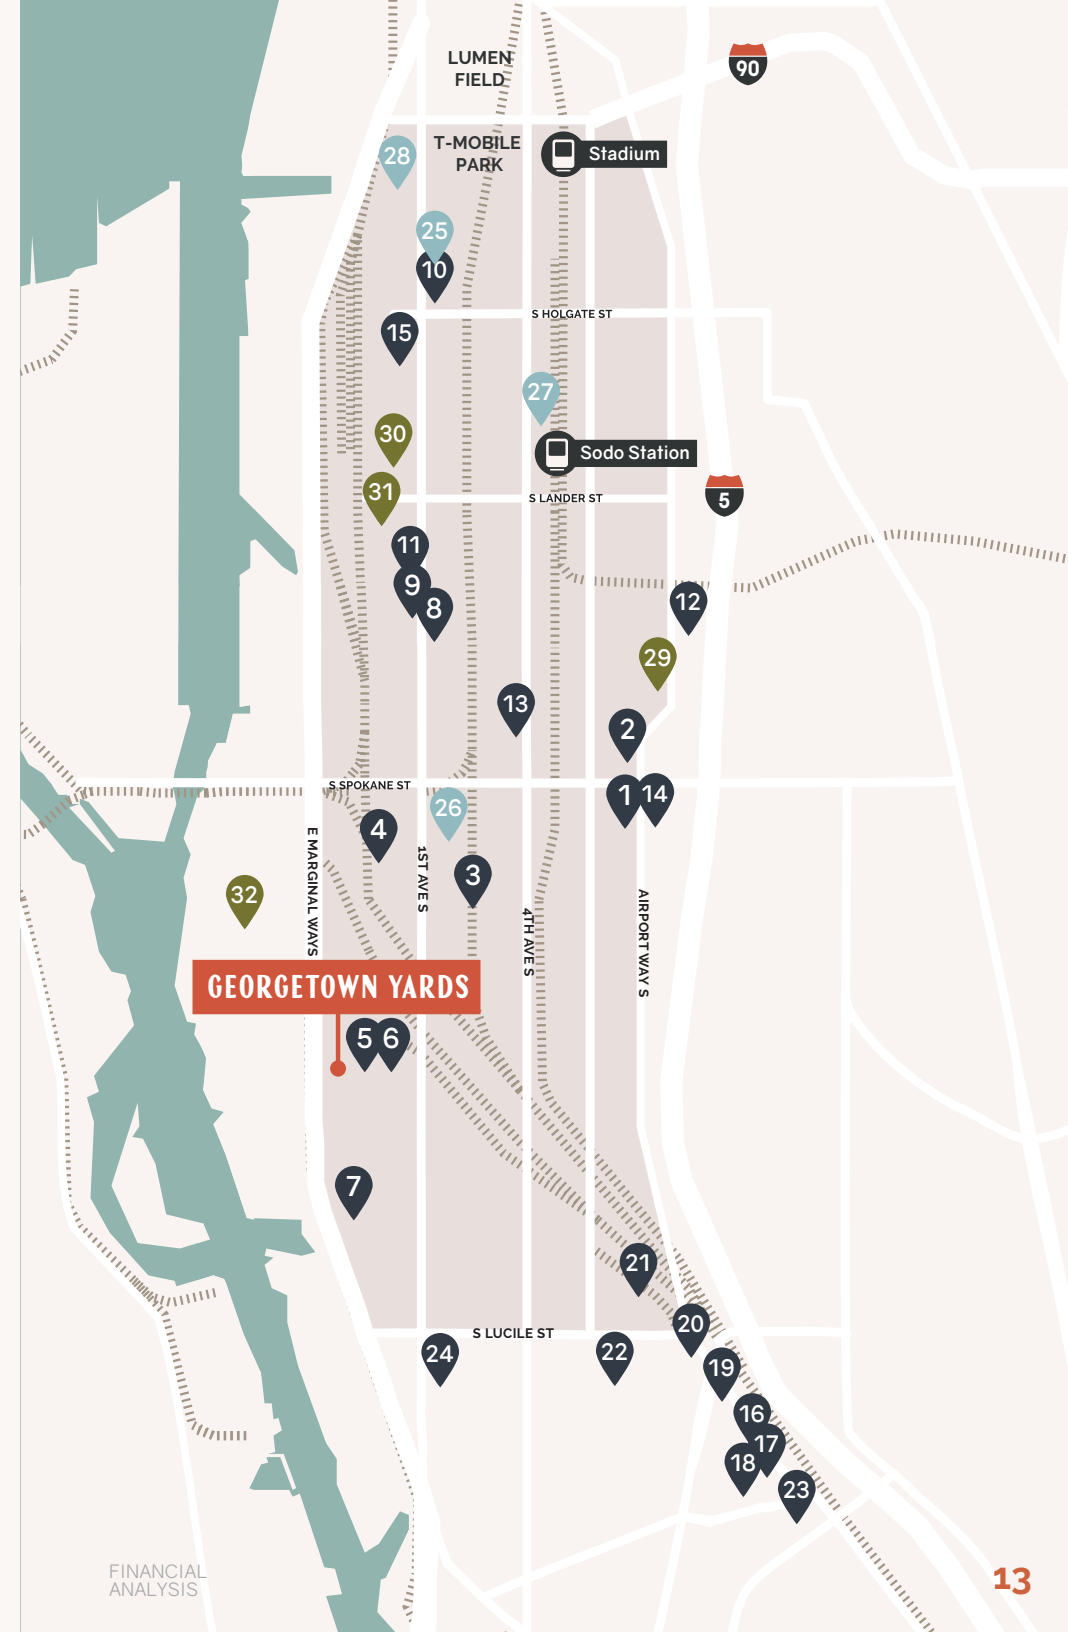 LUMEN
FIELD
90
T-MOBILE
PARK
Stadium
28
25
10
S HOLGATE ST
15
27
30
Sodo Station
31
S LANDER ST
5
11
9
8
12
29
13
2
S SPOKANE ST
1
14
26
4
3
E MARGINAL WAYS
1ST AVE S
4TH AVE S
AIRPORT WAY S
32
GEORGETOWN YARDS
5
6
7
21
20
S LUCILE ST
24
22
19
16
17
18
23
FINANCIAL
ANALYSIS
13